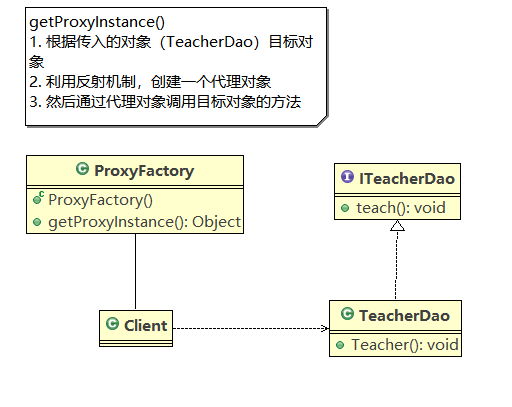 getProxyInstance()
1. 根据传入的对象（TeacherDao）目标对
象
2. 利用反射机制，创建一个代理对象
3. 然后通过代理对象调用目标对象的方法
ProxyFactory
ProxyFactory()
getProxyInstance(): Object
ITeacherDao
teach(): void
Client
TeacherDao
Teacher(): void